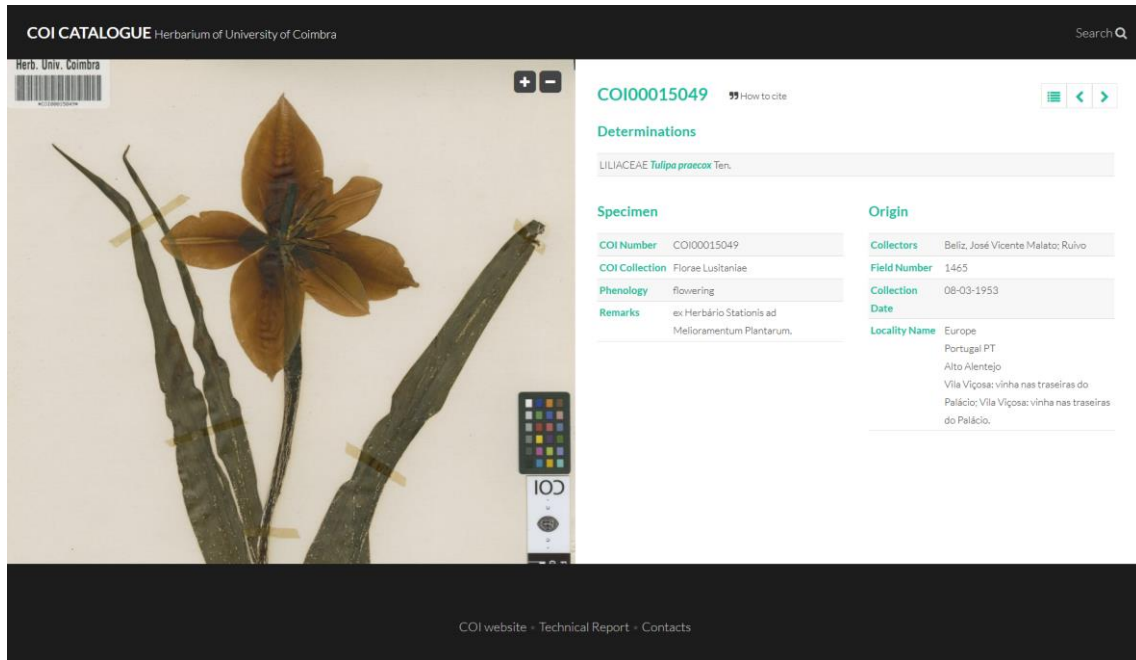 COI CATALOGUE Herbarium of University of Coimbra
Search
Herb. Univ. Coimbra
+ −
COI00015049
How to cite
Determinations
LILIACEAE Tulipa praecox Ten.
Specimen
COI Number COI00015049
COI Collection Florae Lusitaniae
Phenology flowering
Remarks ex Herbário Stationis ad
Melioramentum Plantarum.
Origin
Collectors Beliz, José Vicente Malato; Ruivo
Field Number 1465
Collection 08-03-1953
Date
Locality Name Europe
Portugal PT
Alto Alentejo
Vila Viçosa: vinha nas traseiras do
Palácio; Vila Viçosa: vinha nas traseiras
do Palácio.
COI
COI website • Technical Report • Contacts